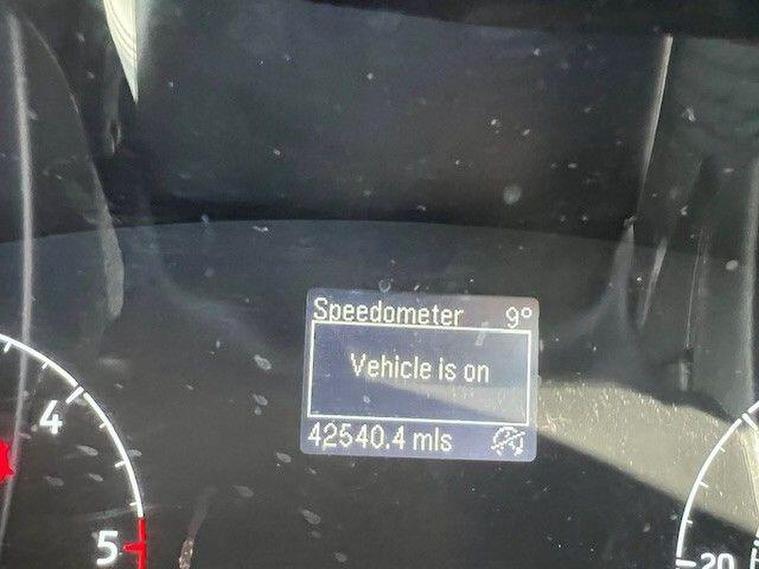 Speedometer 9°
Vehicle is on
42540.4 mls
4
5
20